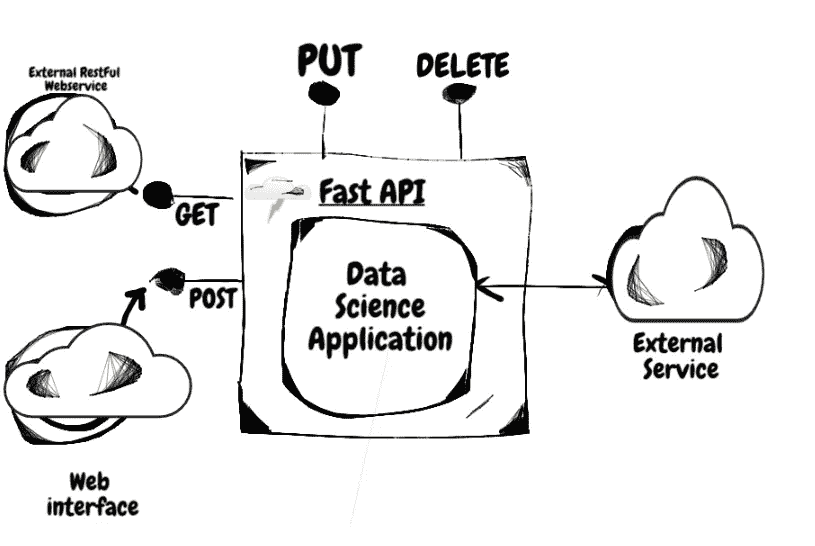 PUT
DELETE
External RestFul
Webservice
Fast API
GET
POST
Data
Science
Application
External
Service
Web
interface